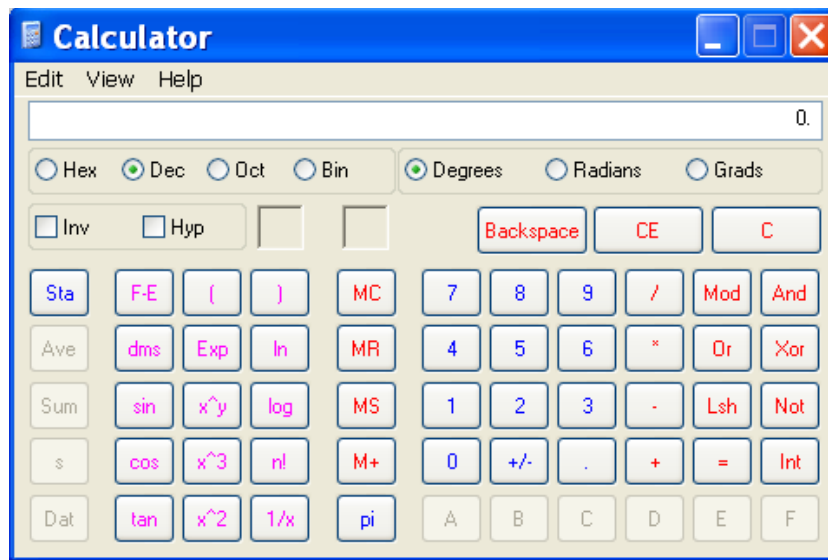 Calculator
Edit View Help
0.
Hex Dec Oct Bin Degrees Radians Grads
Inv Hyp Backspace CE C
Sta F-E ( ) MC 7 8 9 / Mod And
Ave dms Exp ln MR 4 5 6 * Or Xor
Sum sin x^y log MS 1 2 3 - Lsh Not
s cos x^3 n! M+ 0 +/- . + = Int
Dat tan x^2 1/x pi A B C D E F